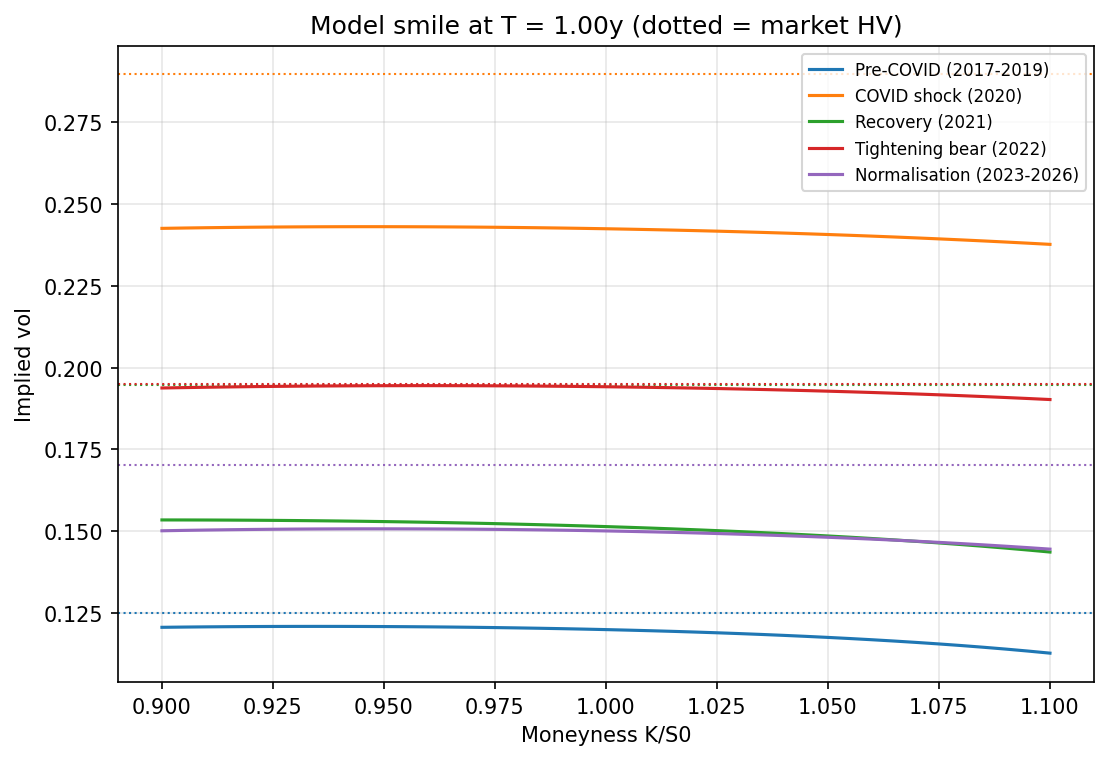 Model smile at T = 1.00y (dotted = market HV)
Pre-COVID (2017-2019)
COVID shock (2020)
Recovery (2021)
Tightening bear (2022)
Normalisation (2023-2026)
Implied vol
0.275
0.250
0.225
0.200
0.175
0.150
0.125
0.900 0.925 0.950 0.975 1.000 1.025 1.050 1.075 1.100
Moneyness K/S0